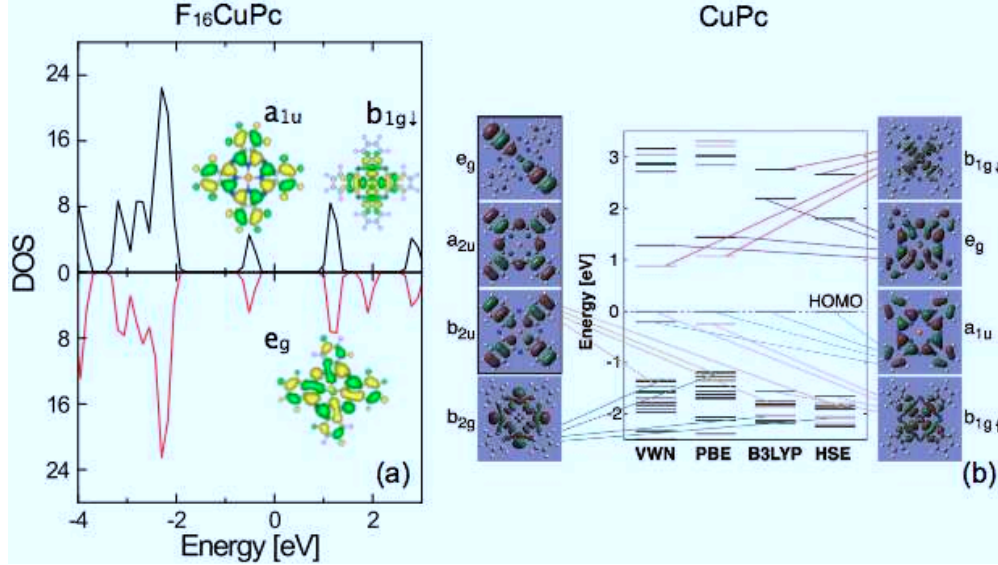 F16CuPc
CuPc
24
16
8
0
8
16
24
DOS
-4
-2
0
2
Energy [eV]
a1u
b1g↓
eg
(a)
eg
a2u
b2u
b2g
3
2
1
0
-1
-2
Energy [eV]
HOMO
VWN PBE B3LYP HSE
b1g↓
eg
a1u
b1g↑
(b)